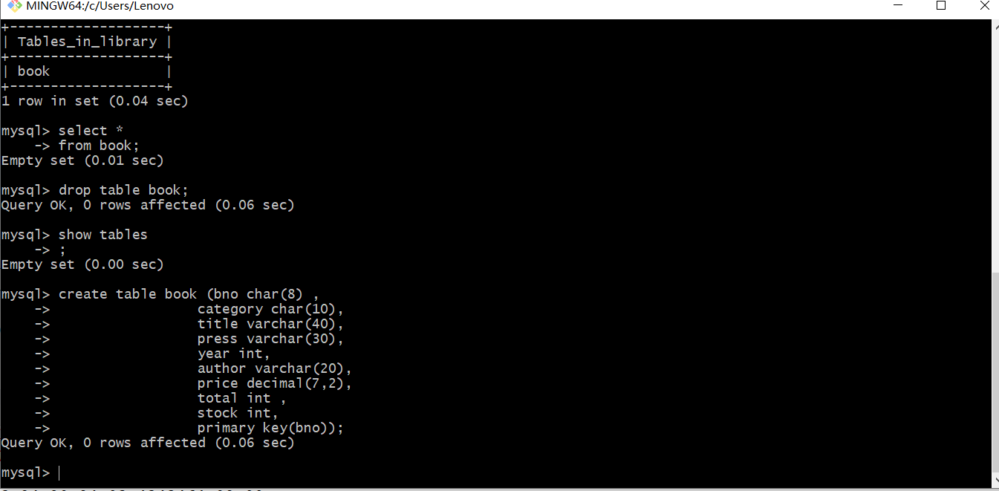 MINGW64:/c/Users/Lenovo
+-------------------+
| Tables_in_library |
+-------------------+
| book              |
+-------------------+
1 row in set (0.04 sec)
mysql> select *
    -> from book;
Empty set (0.01 sec)
mysql> drop table book;
Query OK, 0 rows affected (0.06 sec)
mysql> show tables
    -> ;
Empty set (0.00 sec)
mysql> create table book (bno char(8) ,
    ->                  category char(10),
    ->                  title varchar(40),
    ->                  press varchar(30),
    ->                  year int,
    ->                  author varchar(20),
    ->                  price decimal(7,2),
    ->                  total int ,
    ->                  stock int,
    ->                  primary key(bno));
Query OK, 0 rows affected (0.06 sec)
mysql>